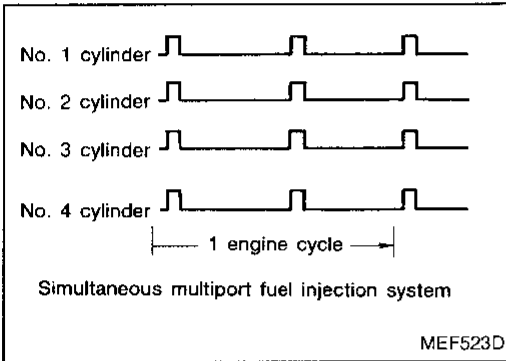 No. 1 cylinder
No. 2 cylinder
No. 3 cylinder
No. 4 cylinder
1 engine cycle
Simultaneous multiport fuel injection system
MEF523D